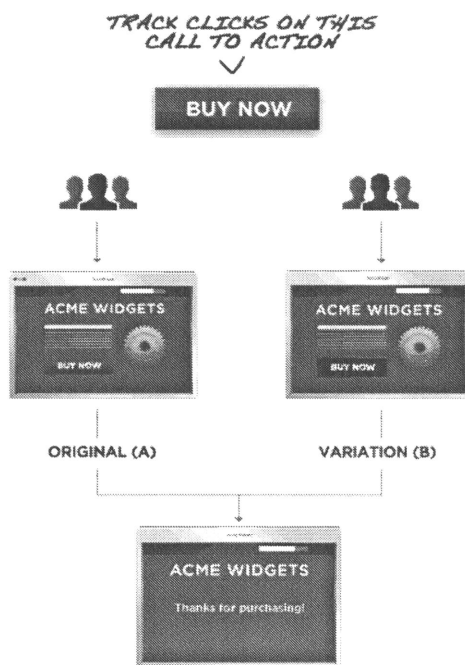 TRACK CLICKS ON THIS
CALL TO ACTION
BUY NOW
ACME WIDGETS
BUY NOW
ACME WIDGETS
BUY NOW
ORIGINAL (A)
VARIATION (B)
ACME WIDGETS
Thanks for purchasing!